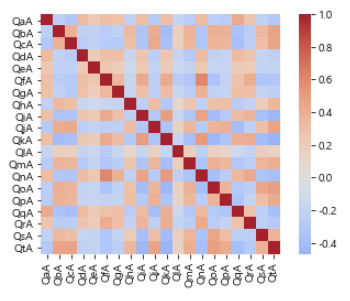 QaA
QbA
QcA
QdA
QeA
QfA
QgA
QhA
QiA
QjA
QkA
QlA
QmA
QnA
QoA
QpA
QqA
QrA
QsA
QtA
QaA QbA QcA QdA QeA QfA QgA QhA QiA QjA QkA QlA QmA QnA QoA QpA QqA QrA QsA QtA
1.0
0.8
0.6
0.4
0.2
0.0
-0.2
-0.4